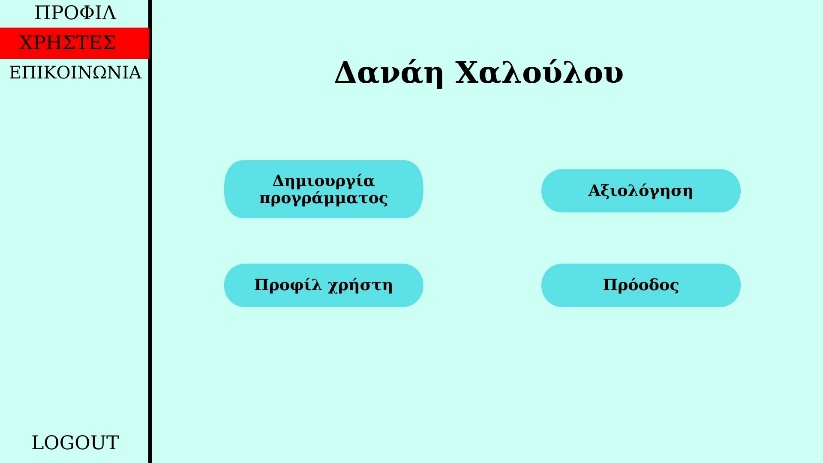 ΠΡΟΦΙΛ
ΧΡΗΣΤΕΣ
ΕΠΙΚΟΙΝΩΝΙΑ
Δανάη Χαλούλου
Δημιουργία
προγράμματος
Αξιολόγηση
Προφίλ χρήστη
Πρόοδος
LOGOUT